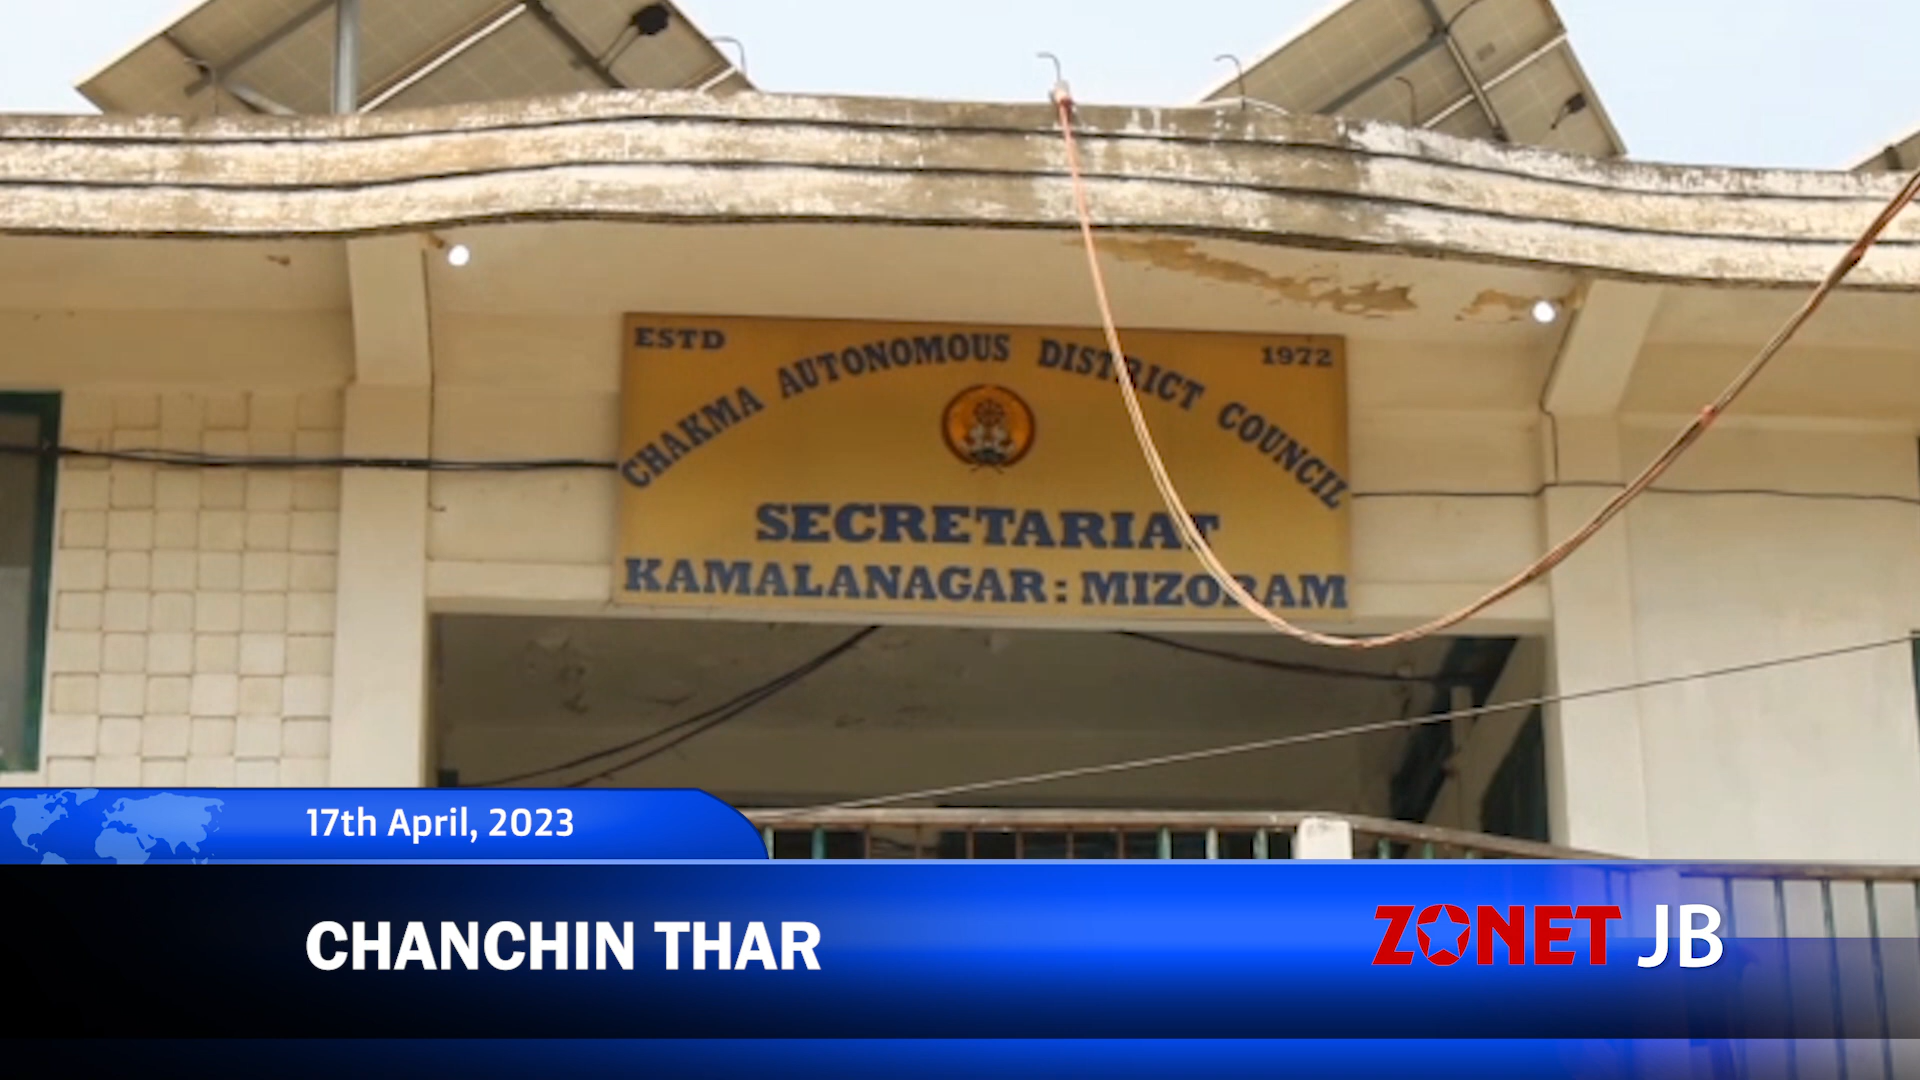 ESTD 1972
CHAKMA AUTONOMOUS DISTRICT COUNCIL
SECRETARIAT
KAMALANAGAR : MIZORAM
17th April, 2023
CHANCHIN THAR
ZONET JB